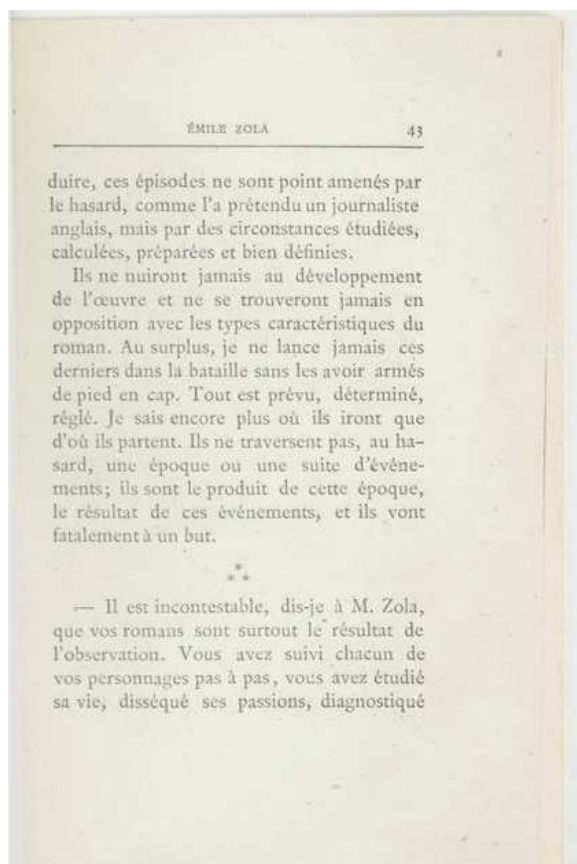 ÉMILE ZOLA 43
duire, ces épisodes ne sont point amenés par
le hasard, comme l'a prétendu un journaliste
anglais, mais par des circonstances étudiées,
calculées, préparées et bien définies.
Ils ne nuiront jamais au développement
de l'œuvre et ne se trouveront jamais en
opposition avec les types caractéristiques du
roman. Au surplus, je ne lance jamais ces
derniers dans la bataille sans les avoir armés
de pied en cap. Tout est prévu, déterminé,
réglé. Je sais encore plus où ils iront que
d'où ils partent. Ils ne traversent pas, au ha-
sard, une époque ou une suite d'événe-
ments; ils sont le produit de cette époque,
le résultat de ces événements, et ils vont
fatalement à un but.
*
* *
— Il est incontestable, dis-je à M. Zola,
que vos romans sont surtout le résultat de
l'observation. Vous avez suivi chacun de
vos personnages pas à pas, vous avez étudié
sa vie, disséqué ses passions, diagnostiqué